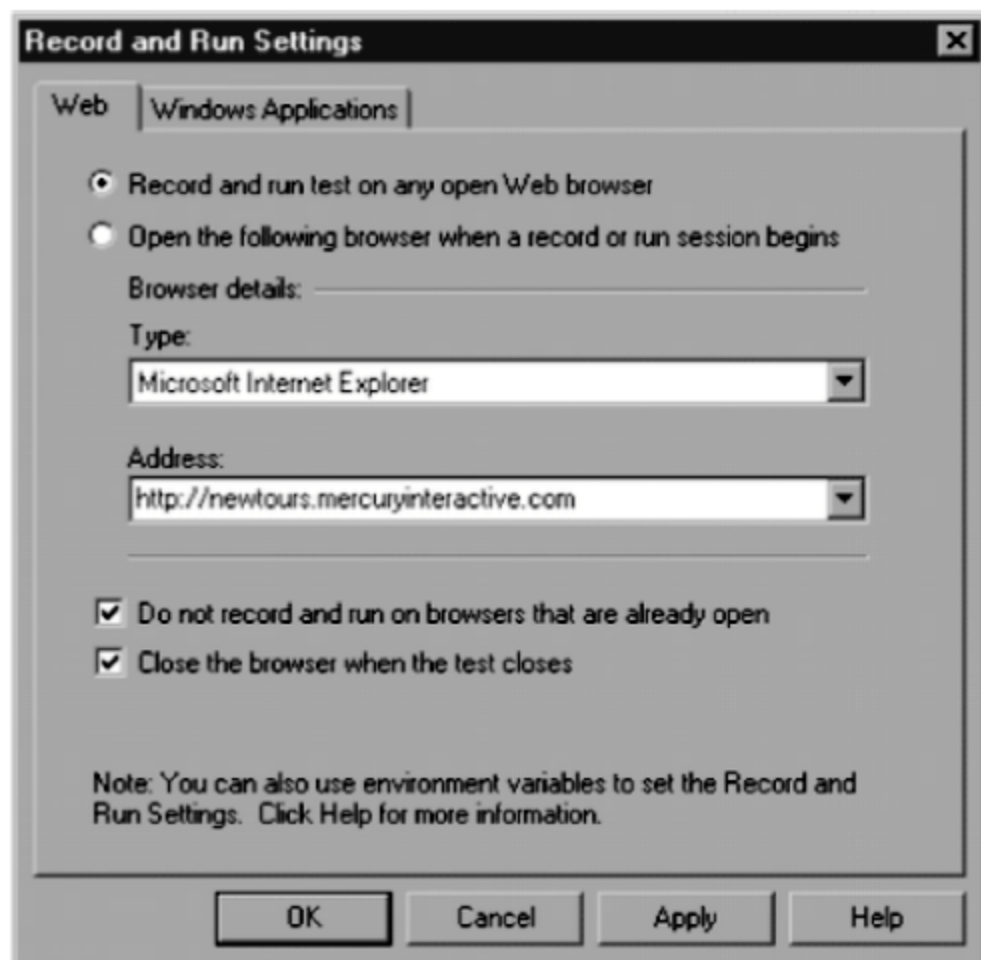 Record and Run Settings
Web
Windows Applications
Record and run test on any open Web browser
Open the following browser when a record or run session begins
Browser details:
Type:
Microsoft Internet Explorer
Address:
http://newtours.mercuryinteractive.com
Do not record and run on browsers that are already open
Close the browser when the test closes
Note: You can also use environment variables to set the Record and
Run Settings. Click Help for more information.
OK Cancel Apply Help